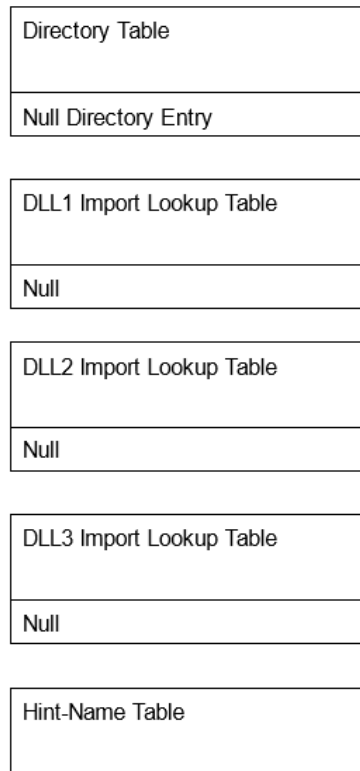 Directory Table
Null Directory Entry
DLL1 Import Lookup Table
Null
DLL2 Import Lookup Table
Null
DLL3 Import Lookup Table
Null
Hint-Name Table